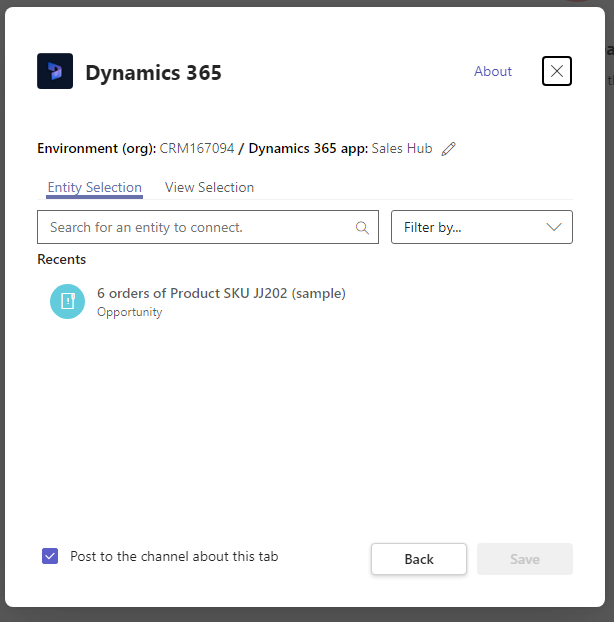 Dynamics 365
About
Environment (org): CRM167094 / Dynamics 365 app: Sales Hub
Entity Selection
View Selection
Search for an entity to connect.
Filter by...
Recents
6 orders of Product SKU JJ202 (sample)
Opportunity
Post to the channel about this tab
Back
Save